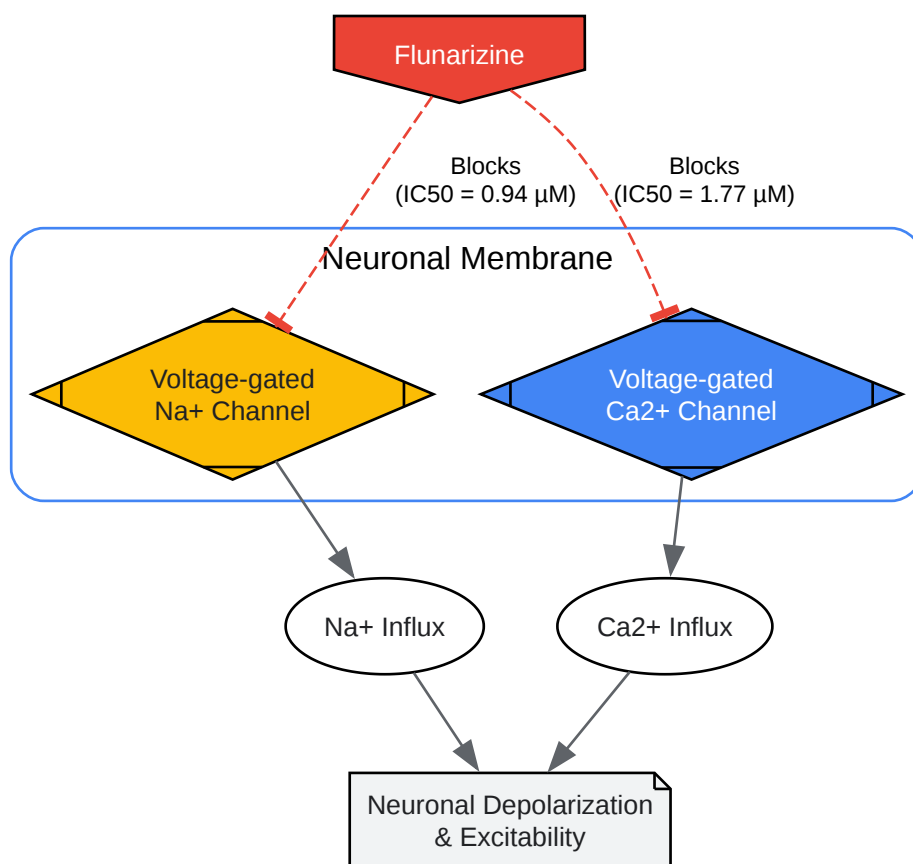 Flunarizine
Blocks
(IC50 = 0.94 µM)
Blocks
(IC50 = 1.77 µM)
Neuronal Membrane
Voltage-gated
Na+ Channel
Voltage-gated
Ca2+ Channel
Na+ Influx
Ca2+ Influx
Neuronal Depolarization
& Excitability